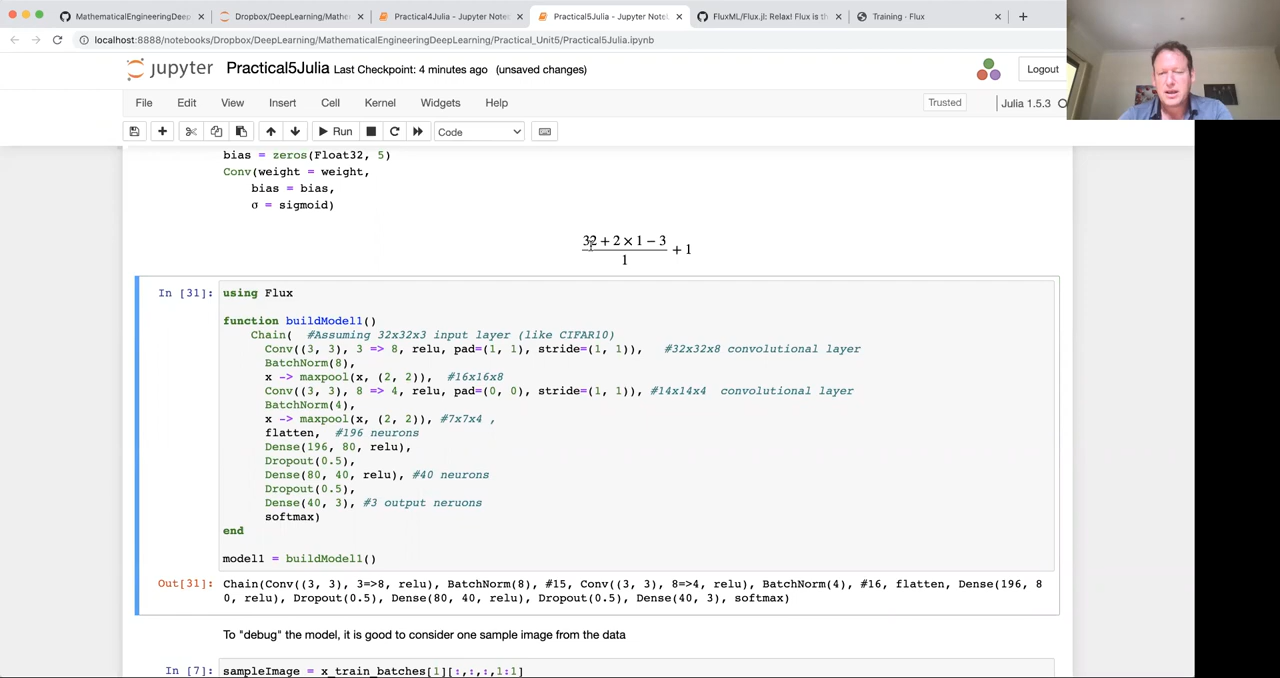 MathematicalEngineeringDeep
Dropbox/DeepLearning/Mathe
Practical4Julia - Jupyter Note
Practical5Julia - Jupyter Note
FluxML/Flux.jl: Relax! Flux is th
Training · Flux
localhost:8888/notebooks/Dropbox/DeepLearning/MathematicalEngineeringDeepLearning/Practical_Unit5/Practical5Julia.ipynb
jupyter Practical5Julia Last Checkpoint: 4 minutes ago (unsaved changes)
Logout
File Edit View Insert Cell Kernel Widgets Help
Trusted
Julia 1.5.3
Run
Code
bias = zeros(Float32, 5)
Conv(weight = weight,
bias = bias,
σ = sigmoid)
32 + 2 × 1 − 3
+ 1
1
In [31]: using Flux
function buildModel1()
Chain( #Assuming 32x32x3 input layer (like CIFAR10)
Conv((3, 3), 3 => 8, relu, pad=(1, 1), stride=(1, 1)), #32x32x8 convolutional layer
BatchNorm(8),
x -> maxpool(x, (2, 2)), #16x16x8
Conv((3, 3), 8 => 4, relu, pad=(0, 0), stride=(1, 1)), #14x14x4 convolutional layer
BatchNorm(4),
x -> maxpool(x, (2, 2)), #7x7x4 ,
flatten, #196 neurons
Dense(196, 80, relu),
Dropout(0.5),
Dense(80, 40, relu), #40 neurons
Dropout(0.5),
Dense(40, 3), #3 output neruons
softmax)
end
model1 = buildModel1()
Out[31]: Chain(Conv((3, 3), 3=>8, relu), BatchNorm(8), #15, Conv((3, 3), 8=>4, relu), BatchNorm(4), #16, flatten, Dense(196, 8
0, relu), Dropout(0.5), Dense(80, 40, relu), Dropout(0.5), Dense(40, 3), softmax)
To "debug" the model, it is good to consider one sample image from the data
In [7]: sampleImage = x_train_batches[1][:,:,:,1:1]